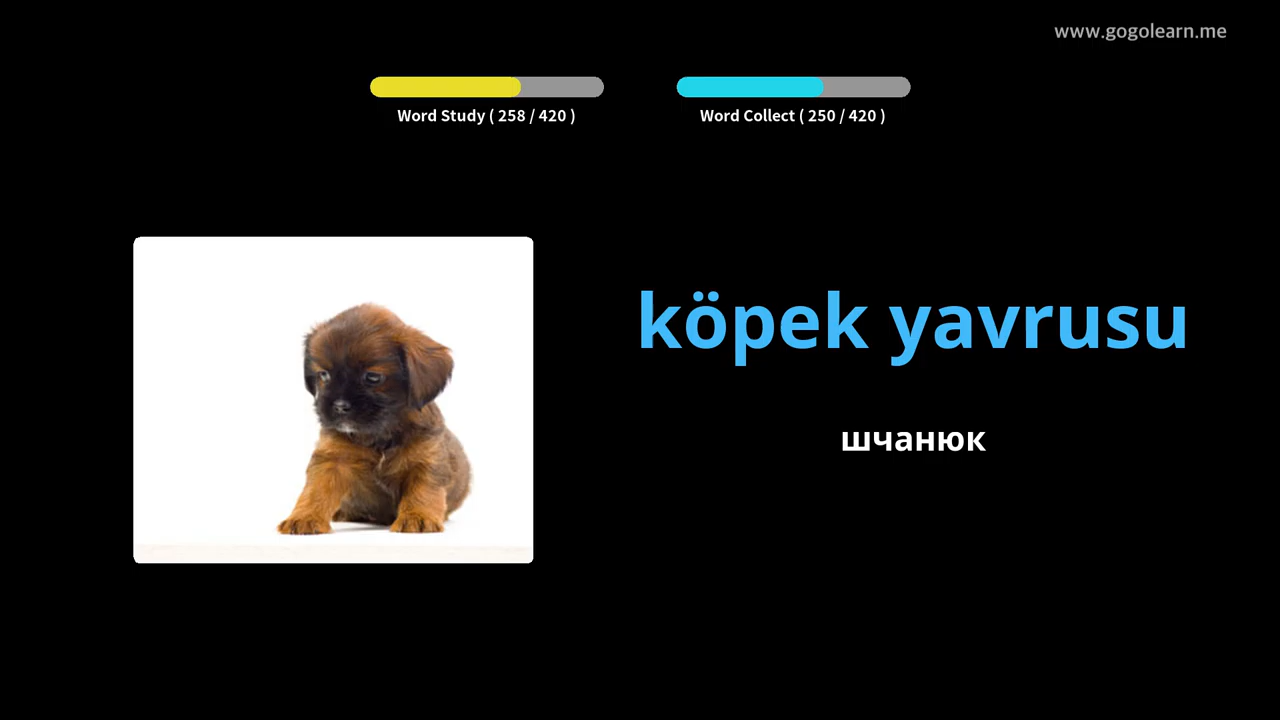 www.gogolearn.me
Word Study ( 258 / 420 )
Word Collect ( 250 / 420 )
köpek yavrusu
шчанюк